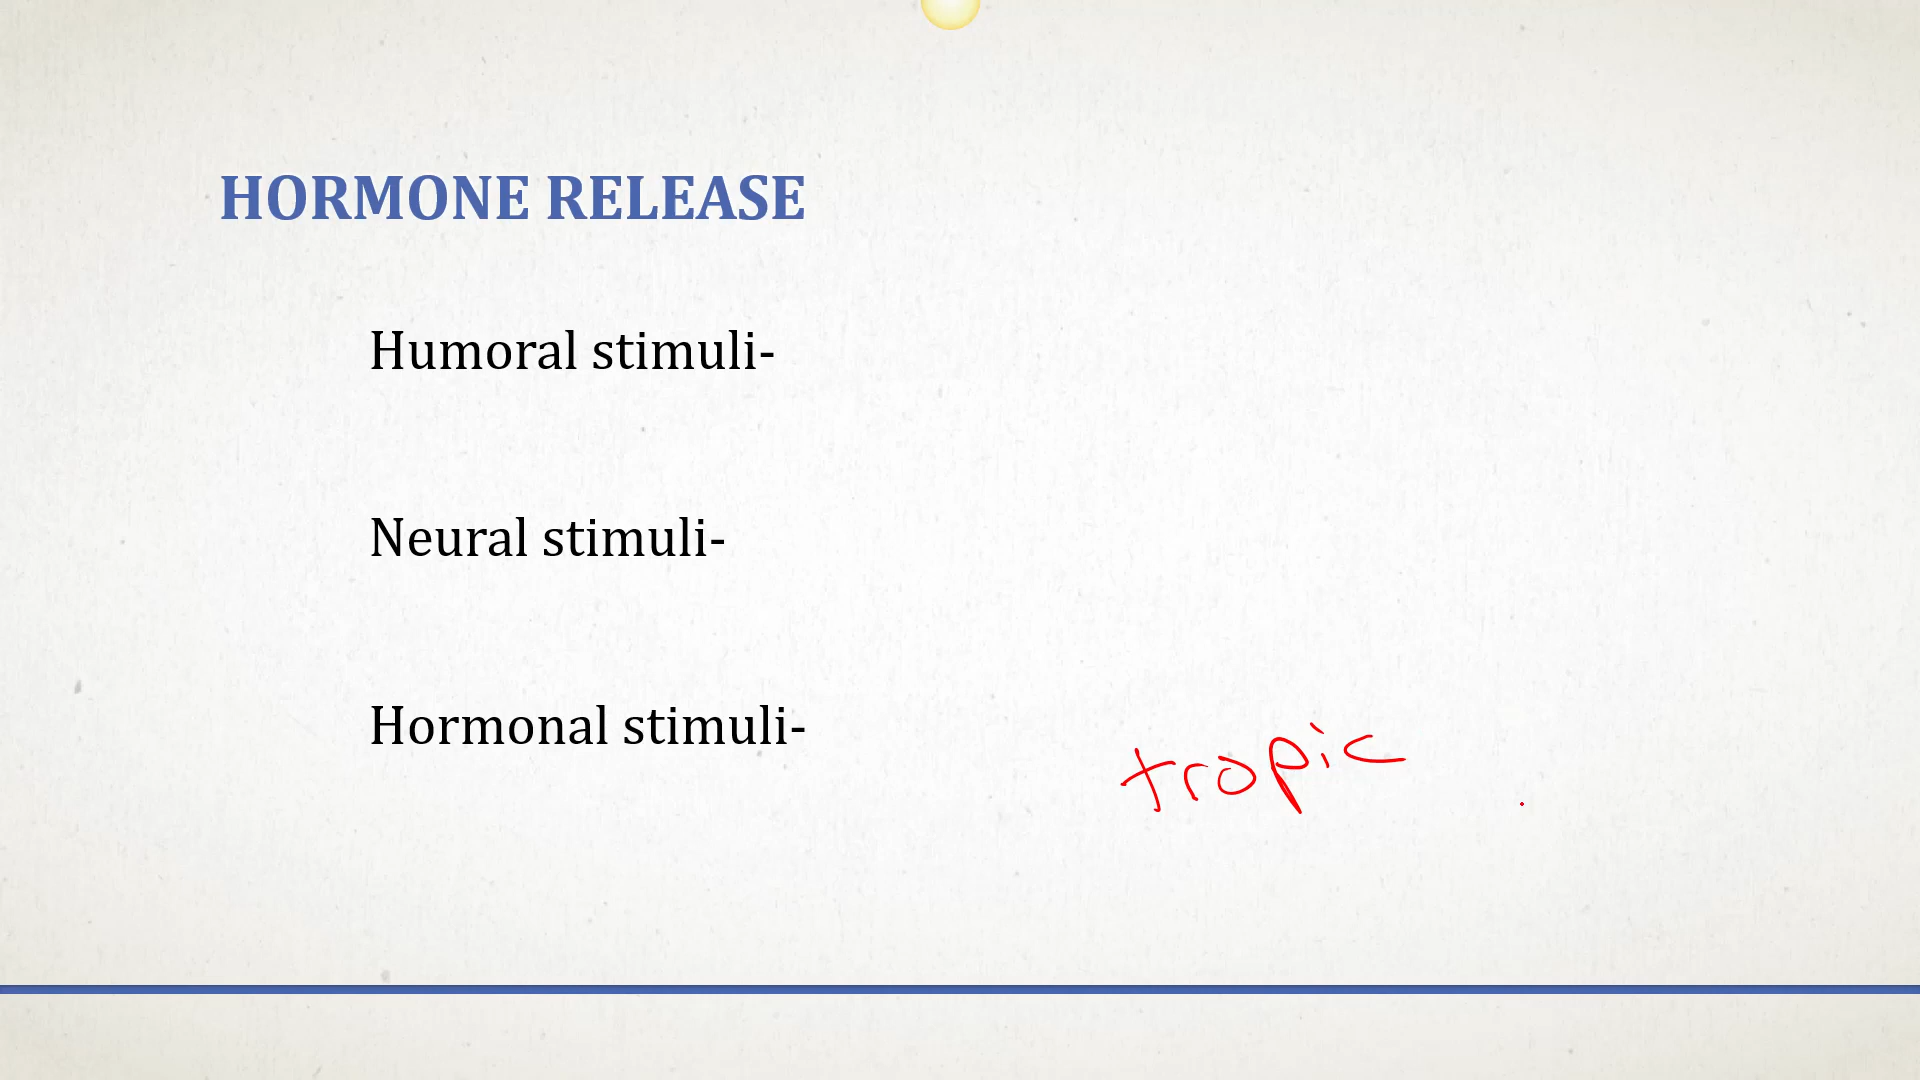 HORMONE RELEASE
Humoral stimuli-
Neural stimuli-
Hormonal stimuli-
tropic